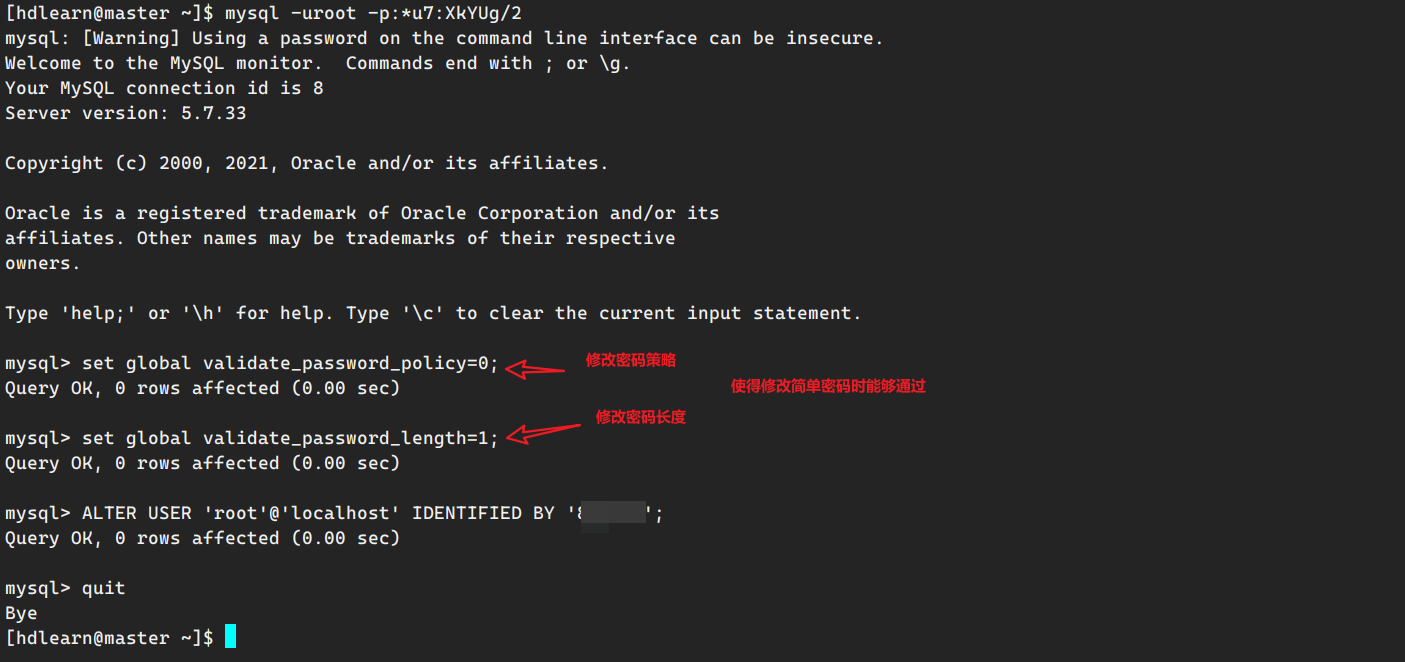 [hdlearn@master ~]$ mysql -uroot -p:*u7:XkYUg/2
mysql: [Warning] Using a password on the command line interface can be insecure.
Welcome to the MySQL monitor.  Commands end with ; or \g.
Your MySQL connection id is 8
Server version: 5.7.33
Copyright (c) 2000, 2021, Oracle and/or its affiliates.
Oracle is a registered trademark of Oracle Corporation and/or its
affiliates. Other names may be trademarks of their respective
owners.
Type 'help;' or '\h' for help. Type '\c' to clear the current input statement.
mysql> set global validate_password_policy=0;
修改密码策略
Query OK, 0 rows affected (0.00 sec)
使得修改简单密码时能够通过
修改密码长度
mysql> set global validate_password_length=1;
Query OK, 0 rows affected (0.00 sec)
mysql> ALTER USER 'root'@'localhost' IDENTIFIED BY '';
Query OK, 0 rows affected (0.00 sec)
mysql> quit
Bye
[hdlearn@master ~]$